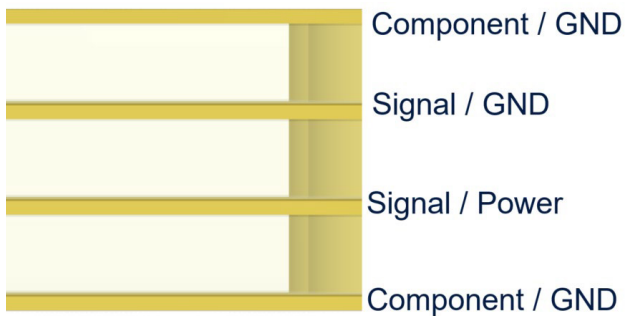 Component / GND
Signal / GND
Signal / Power
Component / GND